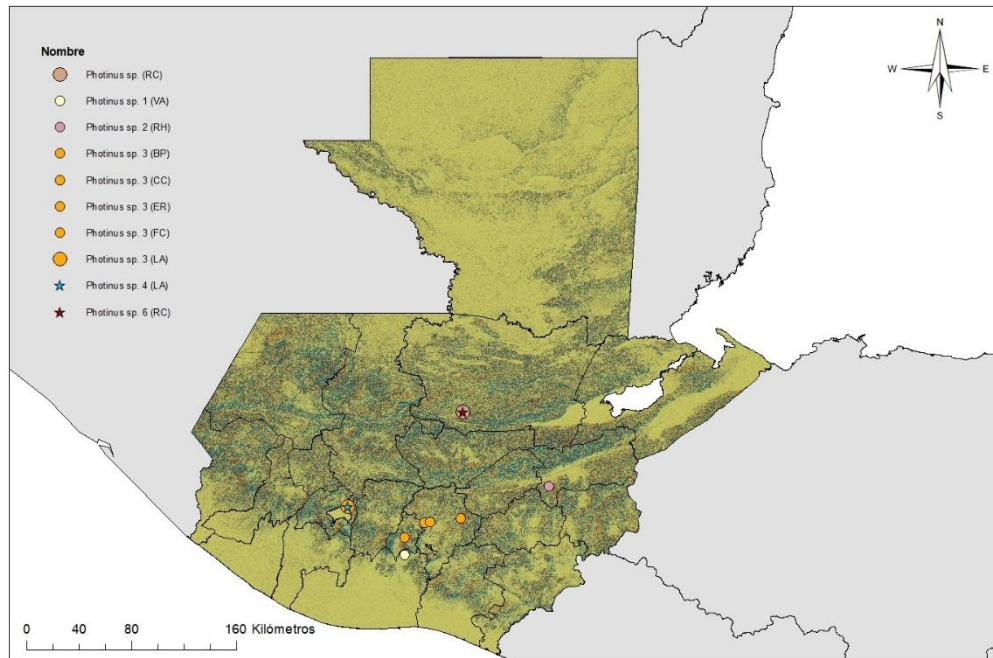 Nombre
Photinus sp. (RC)
Photinus sp. 1 (VA)
Photinus sp. 2 (RH)
Photinus sp. 3 (BP)
Photinus sp. 3 (CC)
Photinus sp. 3 (ER)
Photinus sp. 3 (FC)
Photinus sp. 3 (LA)
Photinus sp. 4 (LA)
Photinus sp. 6 (RC)
N
W E
S
0 40 80 160 Kilómetros